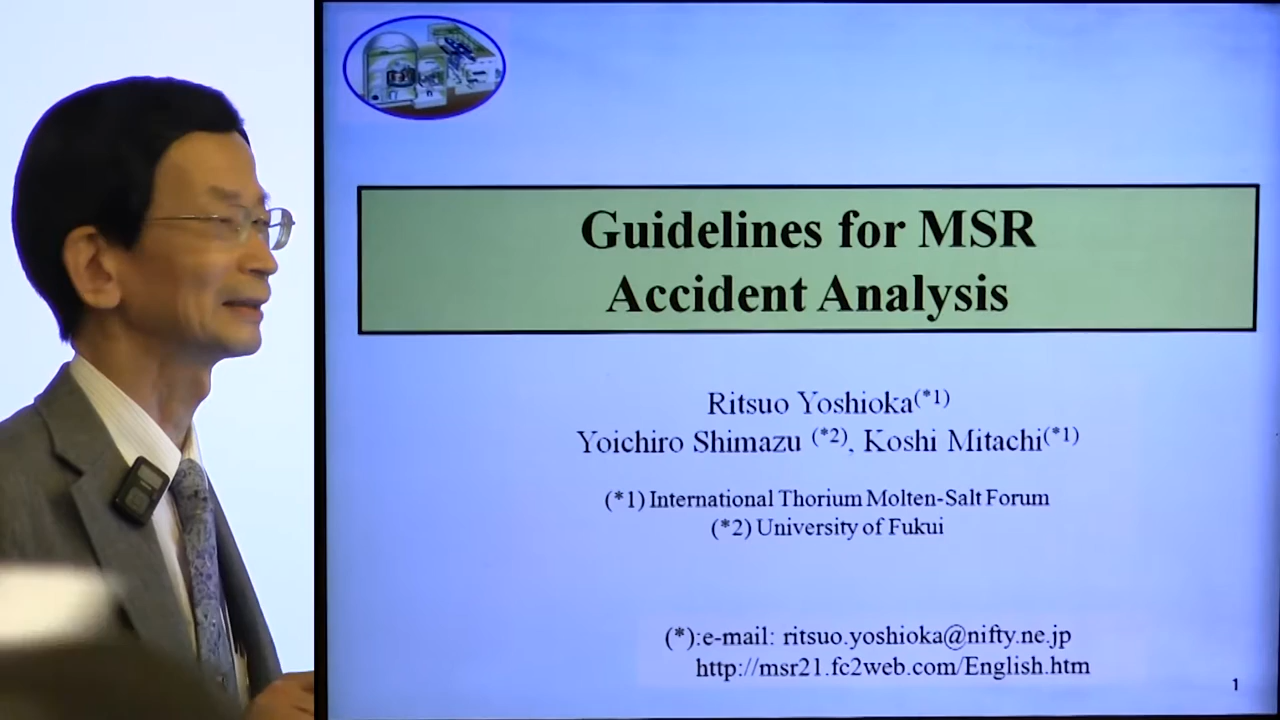 Guidelines for MSR
Accident Analysis
Ritsuo Yoshioka(*1)
Yoichiro Shimazu (*2), Koshi Mitachi(*1)
(*1) International Thorium Molten-Salt Forum
(*2) University of Fukui
(*):e-mail: ritsuo.yoshioka@nifty.ne.jp
http://msr21.fc2web.com/English.htm
1